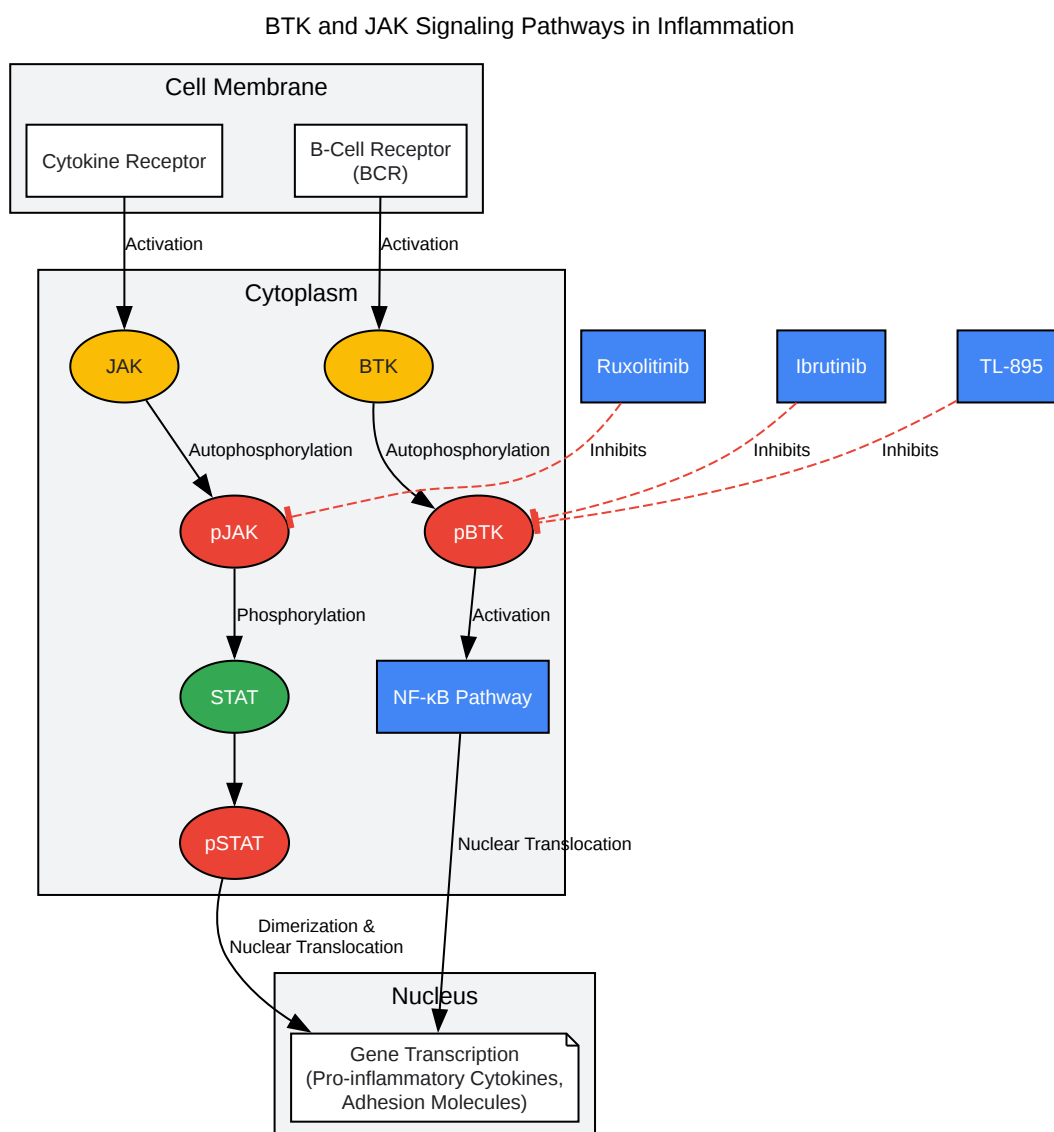 BTK and JAK Signaling Pathways in Inflammation
Cell Membrane
Cytokine Receptor
B-Cell Receptor
(BCR)
Activation
Activation
Cytoplasm
JAK
BTK
Ruxolitinib
Ibrutinib
TL-895
Autophosphorylation
Autophosphorylation
Inhibits
Inhibits
Inhibits
pJAK
pBTK
Phosphorylation
Activation
STAT
NF-κB Pathway
pSTAT
Nuclear Translocation
Dimerization &
Nuclear Translocation
Nucleus
Gene Transcription
(Pro-inflammatory Cytokines,
Adhesion Molecules)